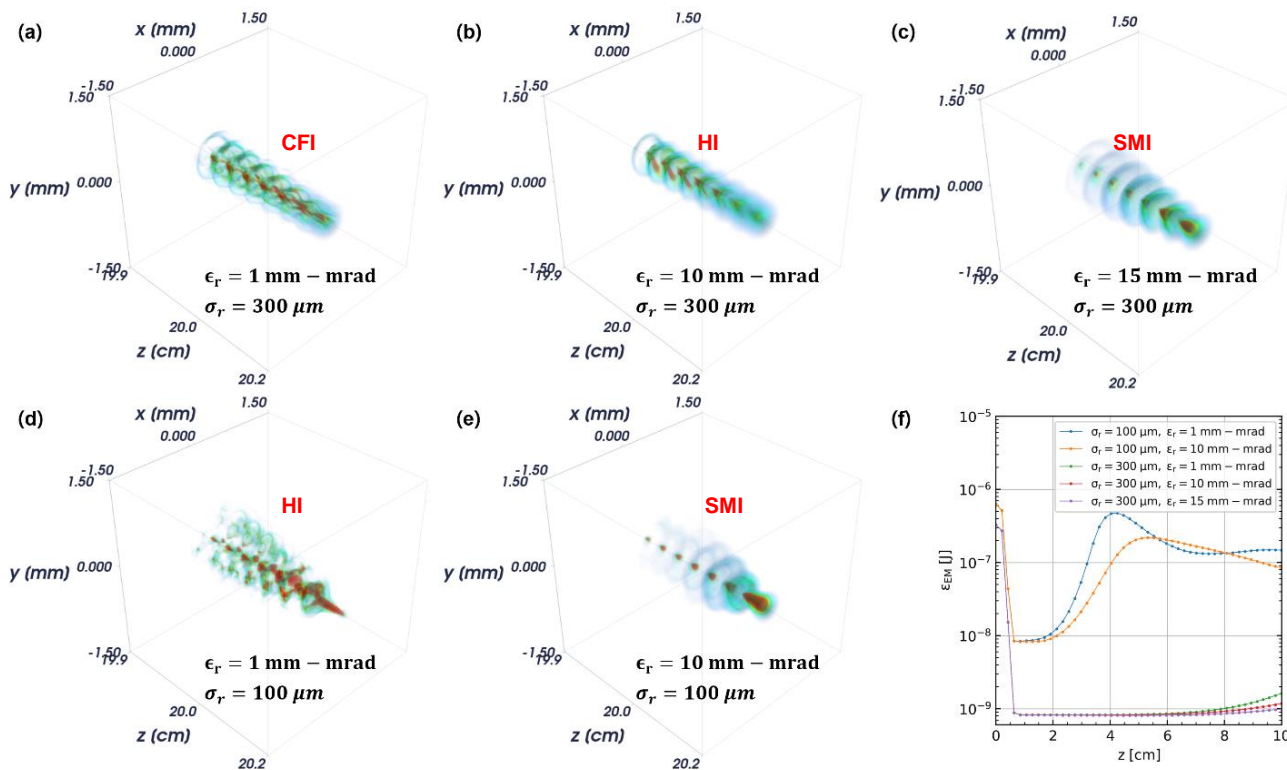 (a)
x (mm)
1.50
0.000
-1.50
1.50
CFI
y (mm)
0.000
-1.50
19.9
ϵr = 1 mm − mrad
σr = 300 μm
20.0
z (cm)
20.2
(b)
x (mm)
1.50
0.000
-1.50
1.50
HI
y (mm)
0.000
-1.50
19.9
ϵr = 10 mm − mrad
σr = 300 μm
20.0
z (cm)
20.2
(c)
x (mm)
1.50
0.000
-1.50
1.50
SMI
y (mm)
0.000
-1.50
19.9
ϵr = 15 mm − mrad
σr = 300 μm
20.0
z (cm)
20.2
(d)
x (mm)
1.50
0.000
-1.50
1.50
HI
y (mm)
0.000
-1.50
19.9
ϵr = 1 mm − mrad
σr = 100 μm
20.0
z (cm)
20.2
(e)
x (mm)
1.50
0.000
-1.50
1.50
SMI
y (mm)
0.000
-1.50
19.9
ϵr = 10 mm − mrad
σr = 100 μm
20.0
z (cm)
20.2
(f)
10⁻⁵
σr = 100 μm, εr = 1 mm − mrad
σr = 100 μm, εr = 10 mm − mrad
σr = 300 μm, εr = 1 mm − mrad
σr = 300 μm, εr = 10 mm − mrad
σr = 300 μm, εr = 15 mm − mrad
10⁻⁶
εEM [J]
10⁻⁷
10⁻⁸
10⁻⁹
0 2 4 6 8 10
z [cm]